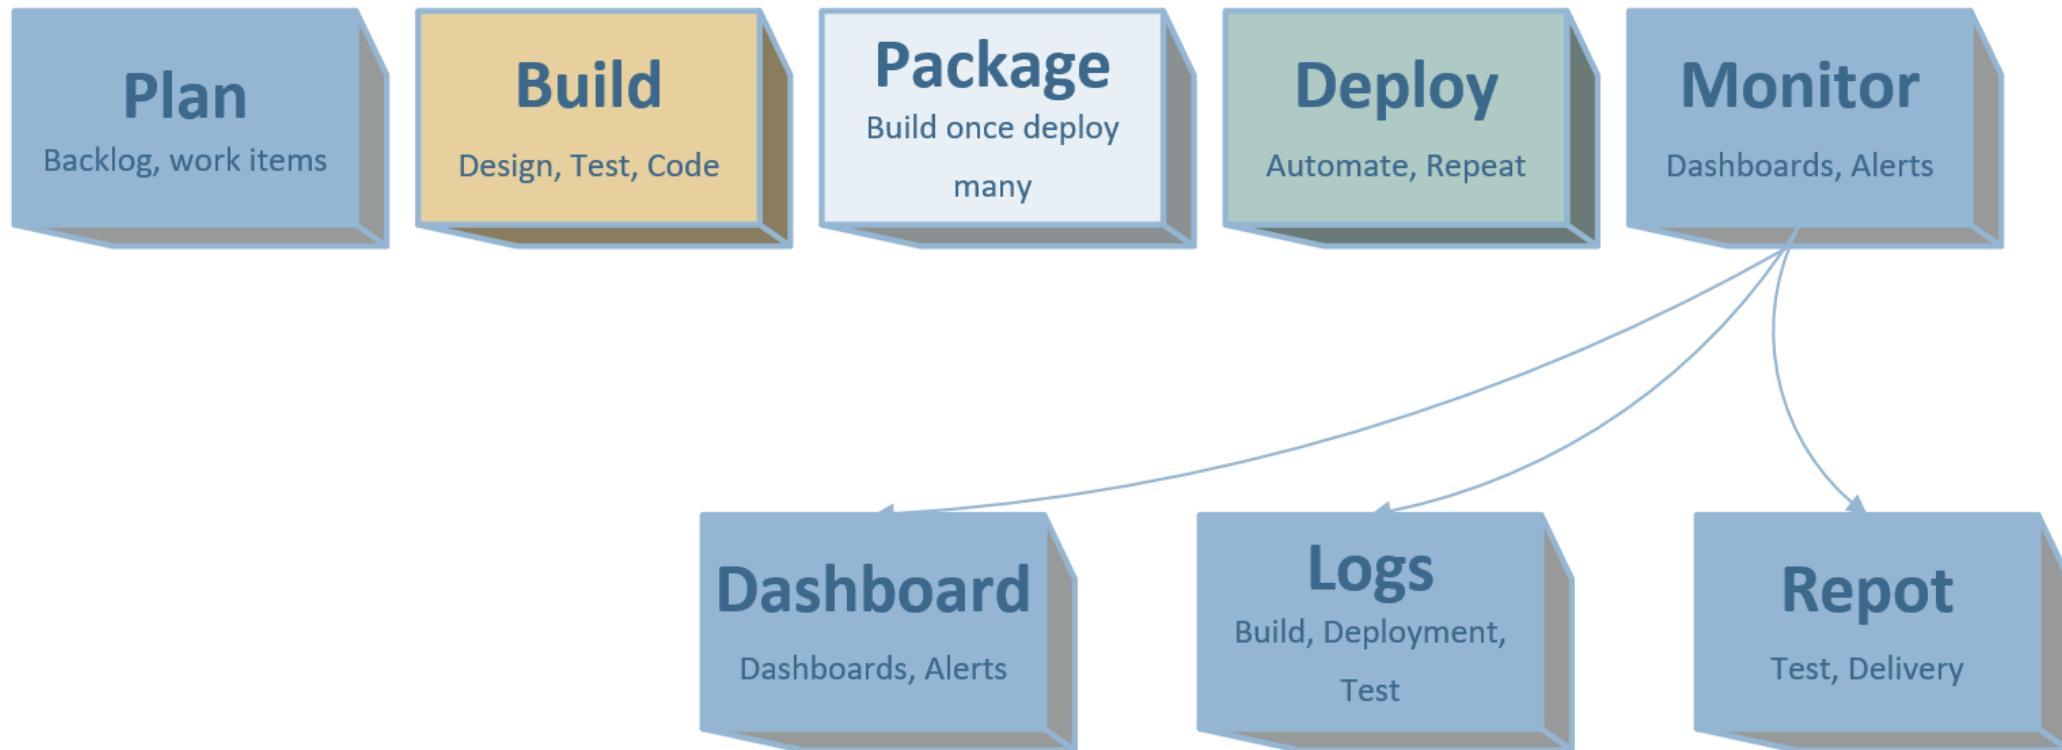 Plan
Backlog, work items
Build
Design, Test, Code
Package
Build once deploy
many
Deploy
Automate, Repeat
Monitor
Dashboards, Alerts
Dashboard
Dashboards, Alerts
Logs
Build, Deployment,
Test
Repot
Test, Delivery